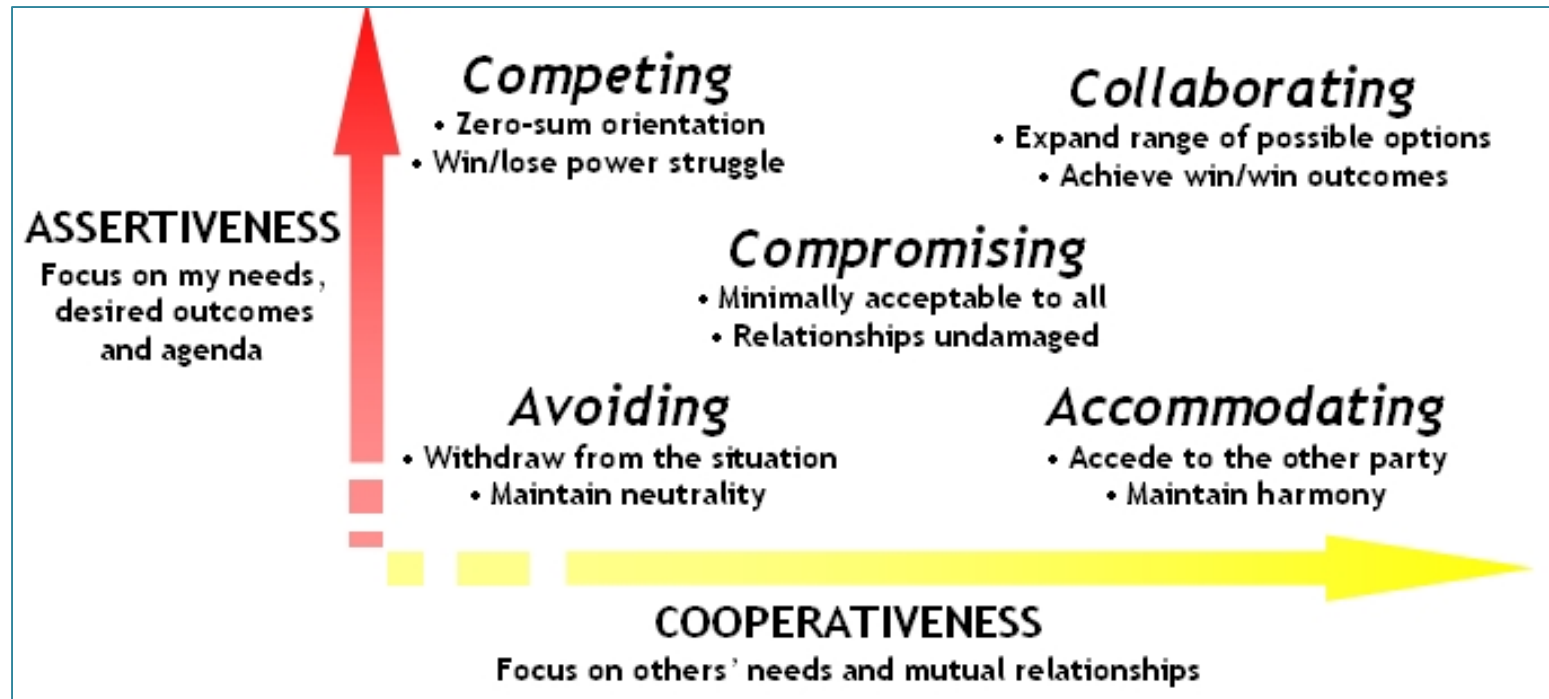 Competing
• Zero-sum orientation
• Win/lose power struggle
Collaborating
• Expand range of possible options
• Achieve win/win outcomes
ASSERTIVENESS
Focus on my needs,
desired outcomes
and agenda
Compromising
• Minimally acceptable to all
• Relationships undamaged
Avoiding
• Withdraw from the situation
• Maintain neutrality
Accommodating
• Accede to the other party
• Maintain harmony
COOPERATIVENESS
Focus on others' needs and mutual relationships